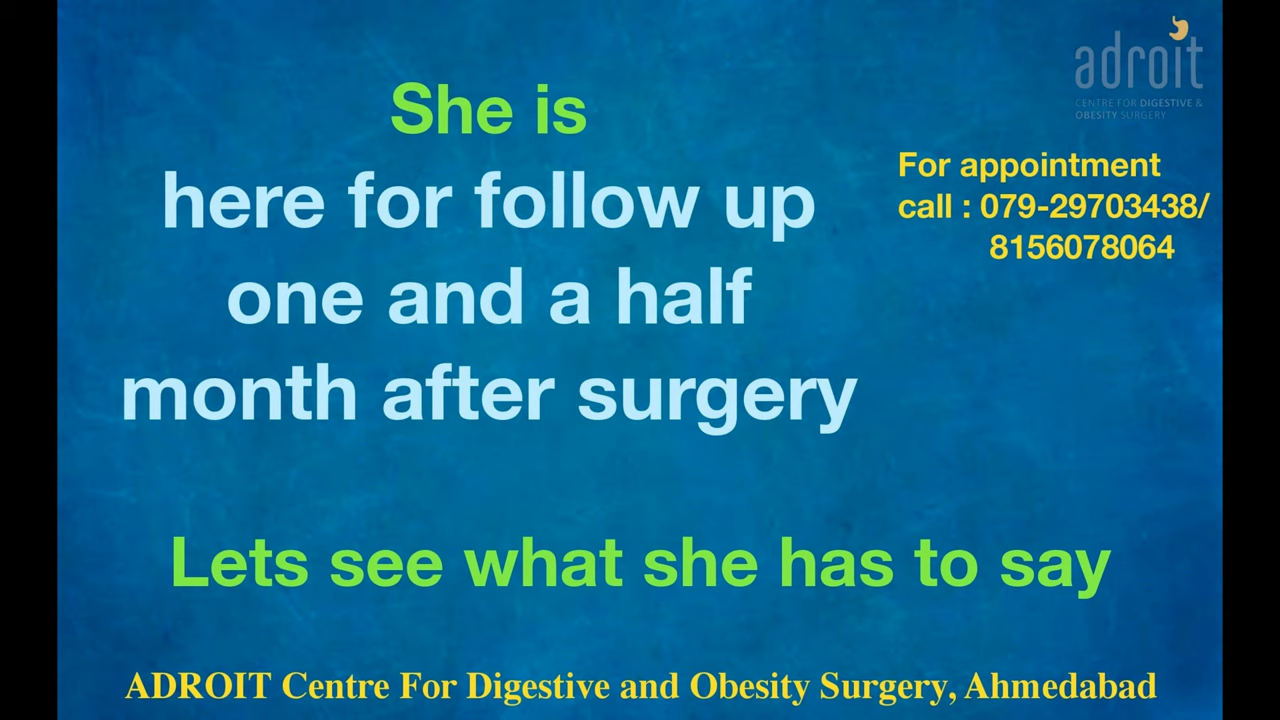 adroit
CENTRE FOR DIGESTIVE &
OBESITY SURGERY
She is
here for follow up
one and a half
month after surgery
For appointment
call : 079-29703438/
8156078064
Lets see what she has to say
ADROIT Centre For Digestive and Obesity Surgery, Ahmedabad